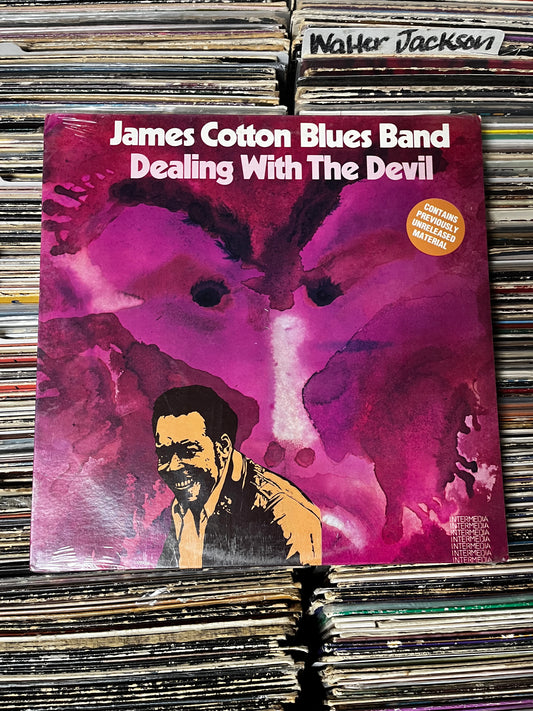 Walter Jackson
James Cotton Blues Band
Dealing With The Devil
CONTAINS
PREVIOUSLY
UNRELEASED
MATERIAL
INTERMEDIA
INTERMEDIA
INTERMEDIA
INTERMEDIA
INTERMEDIA
INTERMEDIA
INTERMEDIA